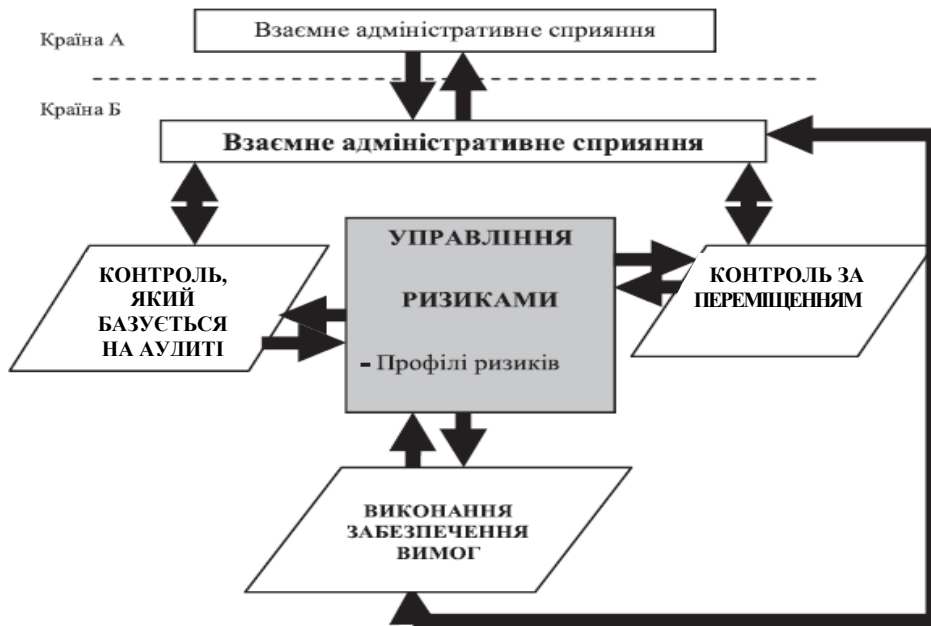 Країна А
Взаємне адміністративне сприяння
Країна Б
Взаємне адміністративне сприяння
КОНТРОЛЬ,
ЯКИЙ
БАЗУЄТЬСЯ
НА АУДИТІ
УПРАВЛІННЯ
РИЗИКАМИ
- Профілі ризиків
КОНТРОЛЬ ЗА
ПЕРЕМІЩЕННЯМ
ВИКОНАННЯ
ЗАБЕЗПЕЧЕННЯ
ВИМОГ